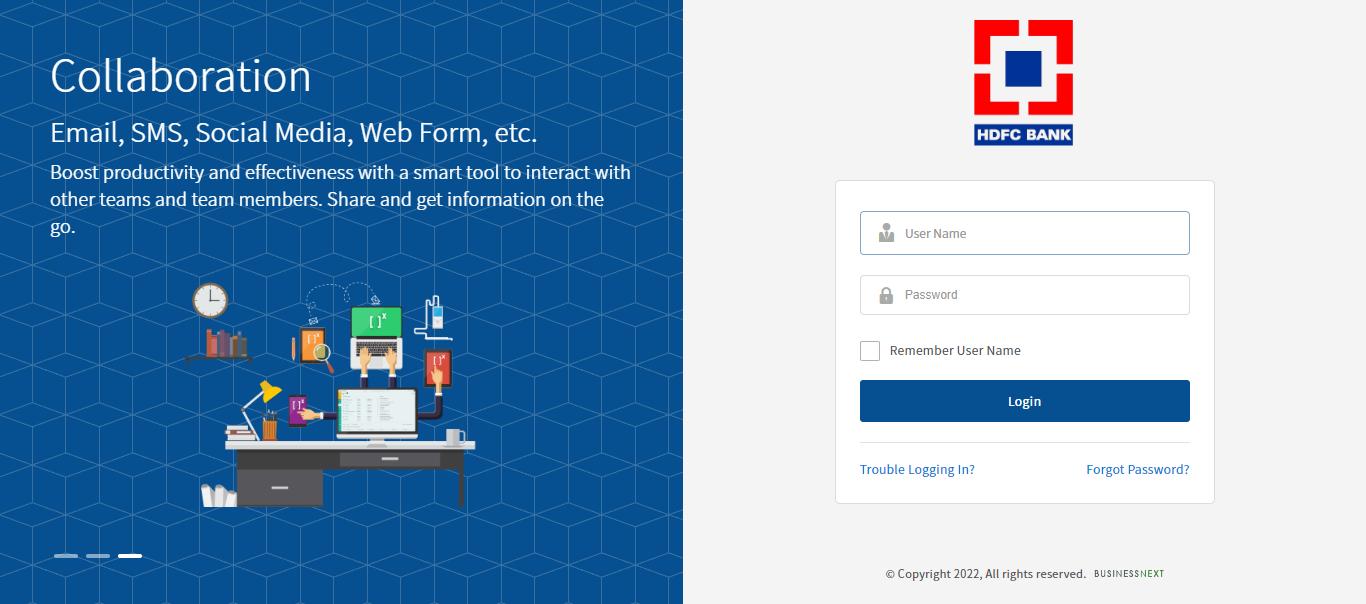 Collaboration
Email, SMS, Social Media, Web Form, etc.
Boost productivity and effectiveness with a smart tool to interact with
other teams and team members. Share and get information on the
go.
[ ]x
[ ]x
[ ]x
[ ]x
HDFC BANK
User Name
Password
Remember User Name
Login
Trouble Logging In?
Forgot Password?
© Copyright 2022, All rights reserved. BUSINESSNEXT